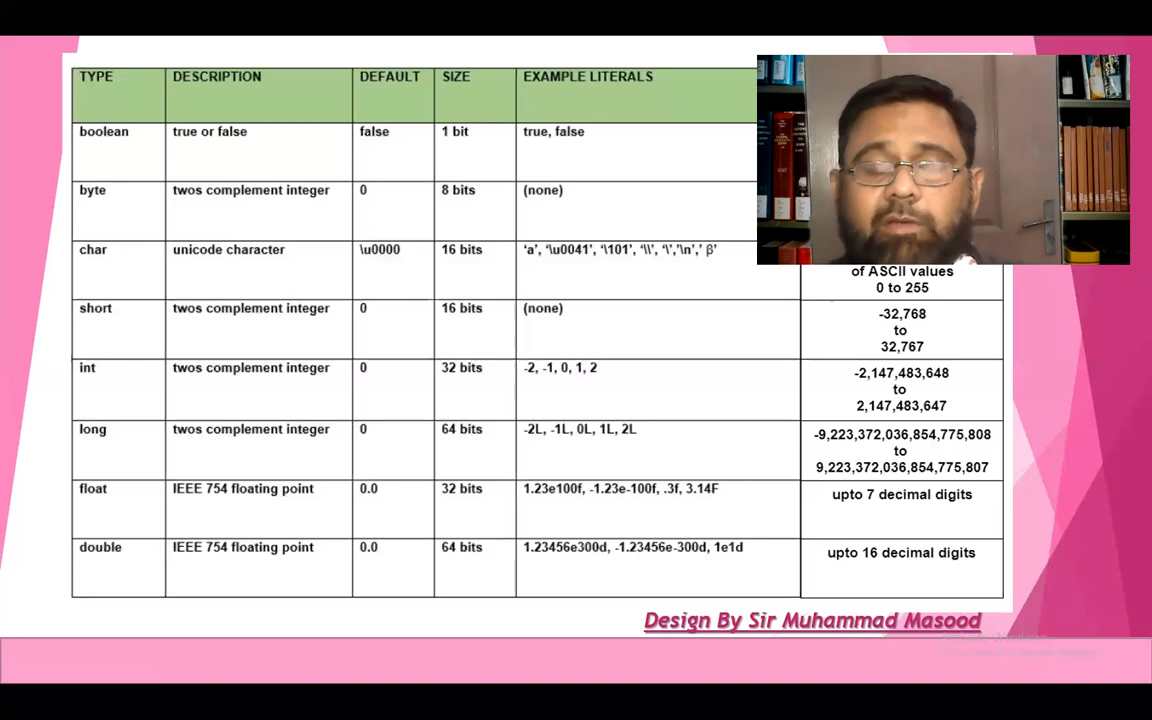 TYPE DESCRIPTION DEFAULT SIZE EXAMPLE LITERALS
boolean true or false false 1 bit true, false
byte twos complement integer 0 8 bits (none)
char unicode character \u0000 16 bits ‘a’, ‘\u0041’, ‘\101’, ‘\\’, ‘\’,’\n’,’ β’
of ASCII values
0 to 255
short twos complement integer 0 16 bits (none)
-32,768
to
32,767
int twos complement integer 0 32 bits -2, -1, 0, 1, 2
-2,147,483,648
to
2,147,483,647
long twos complement integer 0 64 bits -2L, -1L, 0L, 1L, 2L
-9,223,372,036,854,775,808
to
9,223,372,036,854,775,807
float IEEE 754 floating point 0.0 32 bits 1.23e100f, -1.23e-100f, .3f, 3.14F upto 7 decimal digits
double IEEE 754 floating point 0.0 64 bits 1.23456e300d, -1.23456e-300d, 1e1d upto 16 decimal digits
Design By Sir Muhammad Masood